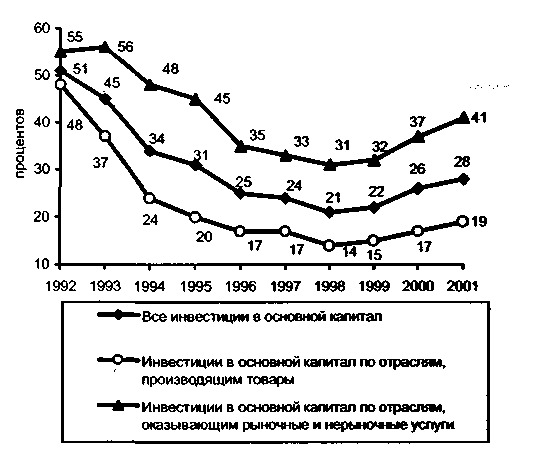 60
50
40
30
20
10
процентов
55 56 48 45 35 33 31 32 37 41
51 45 34 31 25 24 21 22 26 28
48 37 24 20 17 17 14 15 17 19
1992 1993 1994 1995 1996 1997 1998 1999 2000 2001
Все инвестиции в основной капитал
Инвестиции в основной капитал по отраслям,
производящим товары
Инвестиции в основной капитал по отраслям,
оказывающим рыночные и нерыночные услуги